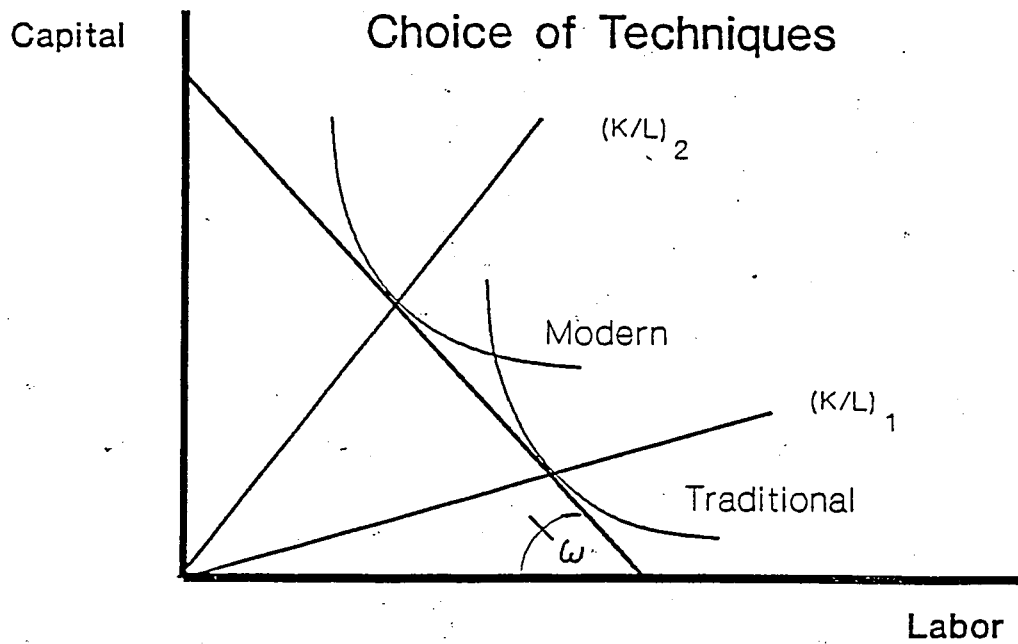 Choice of Techniques
Capital
(K/L)2
Modern
(K/L)1
Traditional
ω
Labor